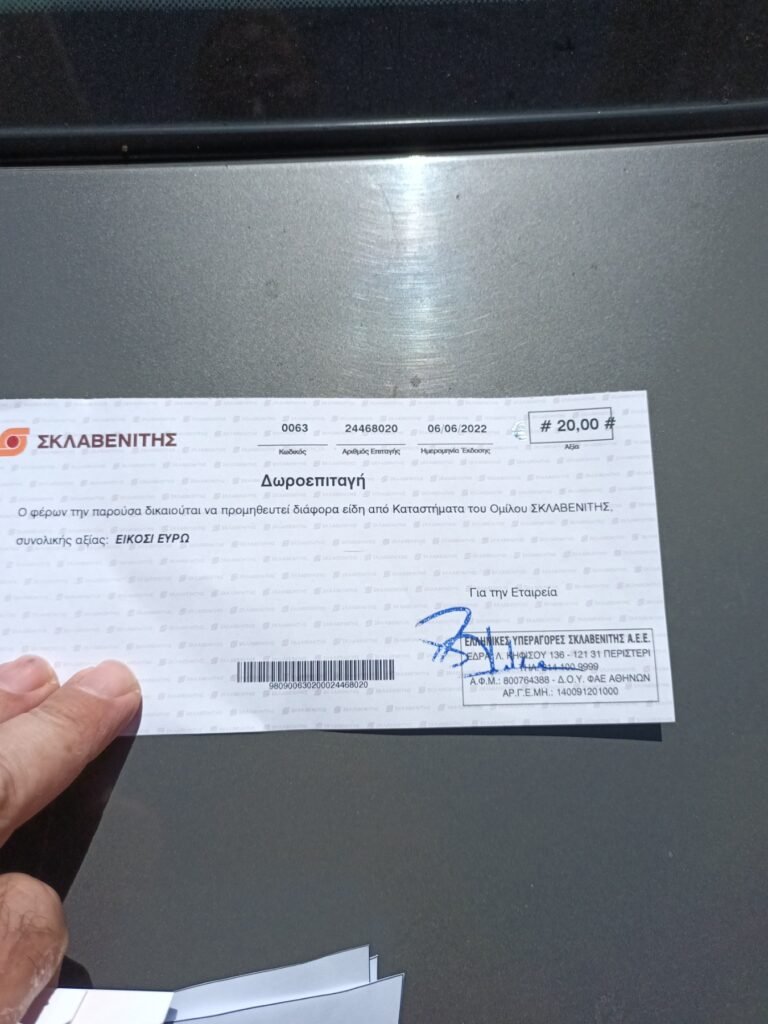 ΣΚΛΑΒΕΝΙΤΗΣ
0063 24468020 06/06/2022 # 20,00 #
Κωδικός Αριθμός Επιταγής Ημερομηνία Έκδοσης Αξία
Δωροεπιταγή
Ο φέρων την παρούσα δικαιούται να προμηθευτεί διάφορα είδη από Καταστήματα του Ομίλου ΣΚΛΑΒΕΝΙΤΗΣ,
συνολικής αξίας: ΕΙΚΟΣΙ ΕΥΡΩ
Για την Εταιρεία
ΕΛΛΗΝΙΚΕΣ ΥΠΕΡΑΓΟΡΕΣ ΣΚΛΑΒΕΝΙΤΗΣ Α.Ε.Ε.
ΕΔΡΑ: Λ. ΚΗΦΙΣΟΥ 136 - 121 31 ΠΕΡΙΣΤΕΡΙ
9999
Α.Φ.Μ.: 800764388 - Δ.Ο.Υ. ΦΑΕ ΑΘΗΝΩΝ
ΑΡ.Γ.Ε.ΜΗ.: 140091201000
980900630200024468020